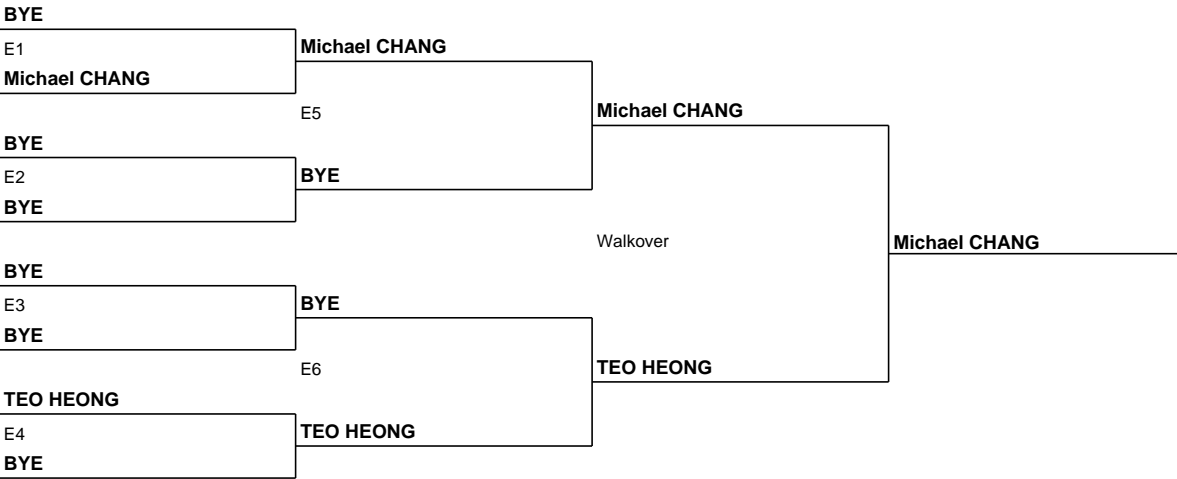 BYE
E1
Michael CHANG
Michael CHANG
E5
Michael CHANG
BYE
E2
BYE
BYE
Walkover
Michael CHANG
BYE
E3
BYE
BYE
E6
TEO HEONG
TEO HEONG
E4
TEO HEONG
BYE